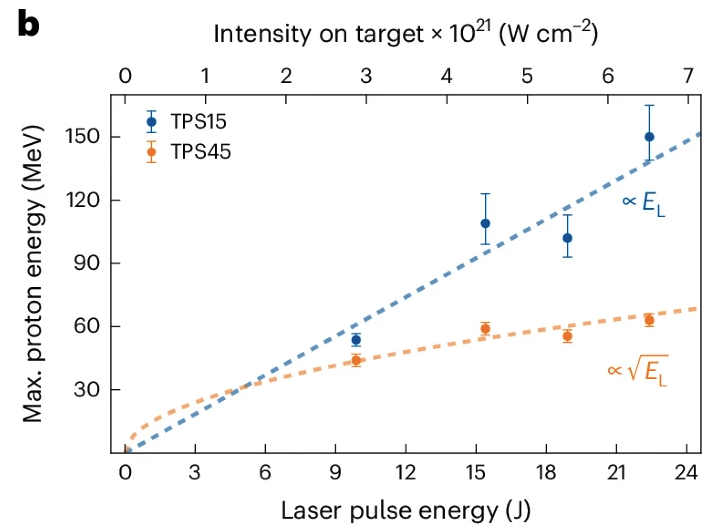 b
Intensity on target × 10²¹ (W cm⁻²)
0 1 2 3 4 5 6 7
TPS15
TPS45
150
120
90
60
30
Max. proton energy (MeV)
∝ E_L
∝ √E_L
0 3 6 9 12 15 18 21 24
Laser pulse energy (J)